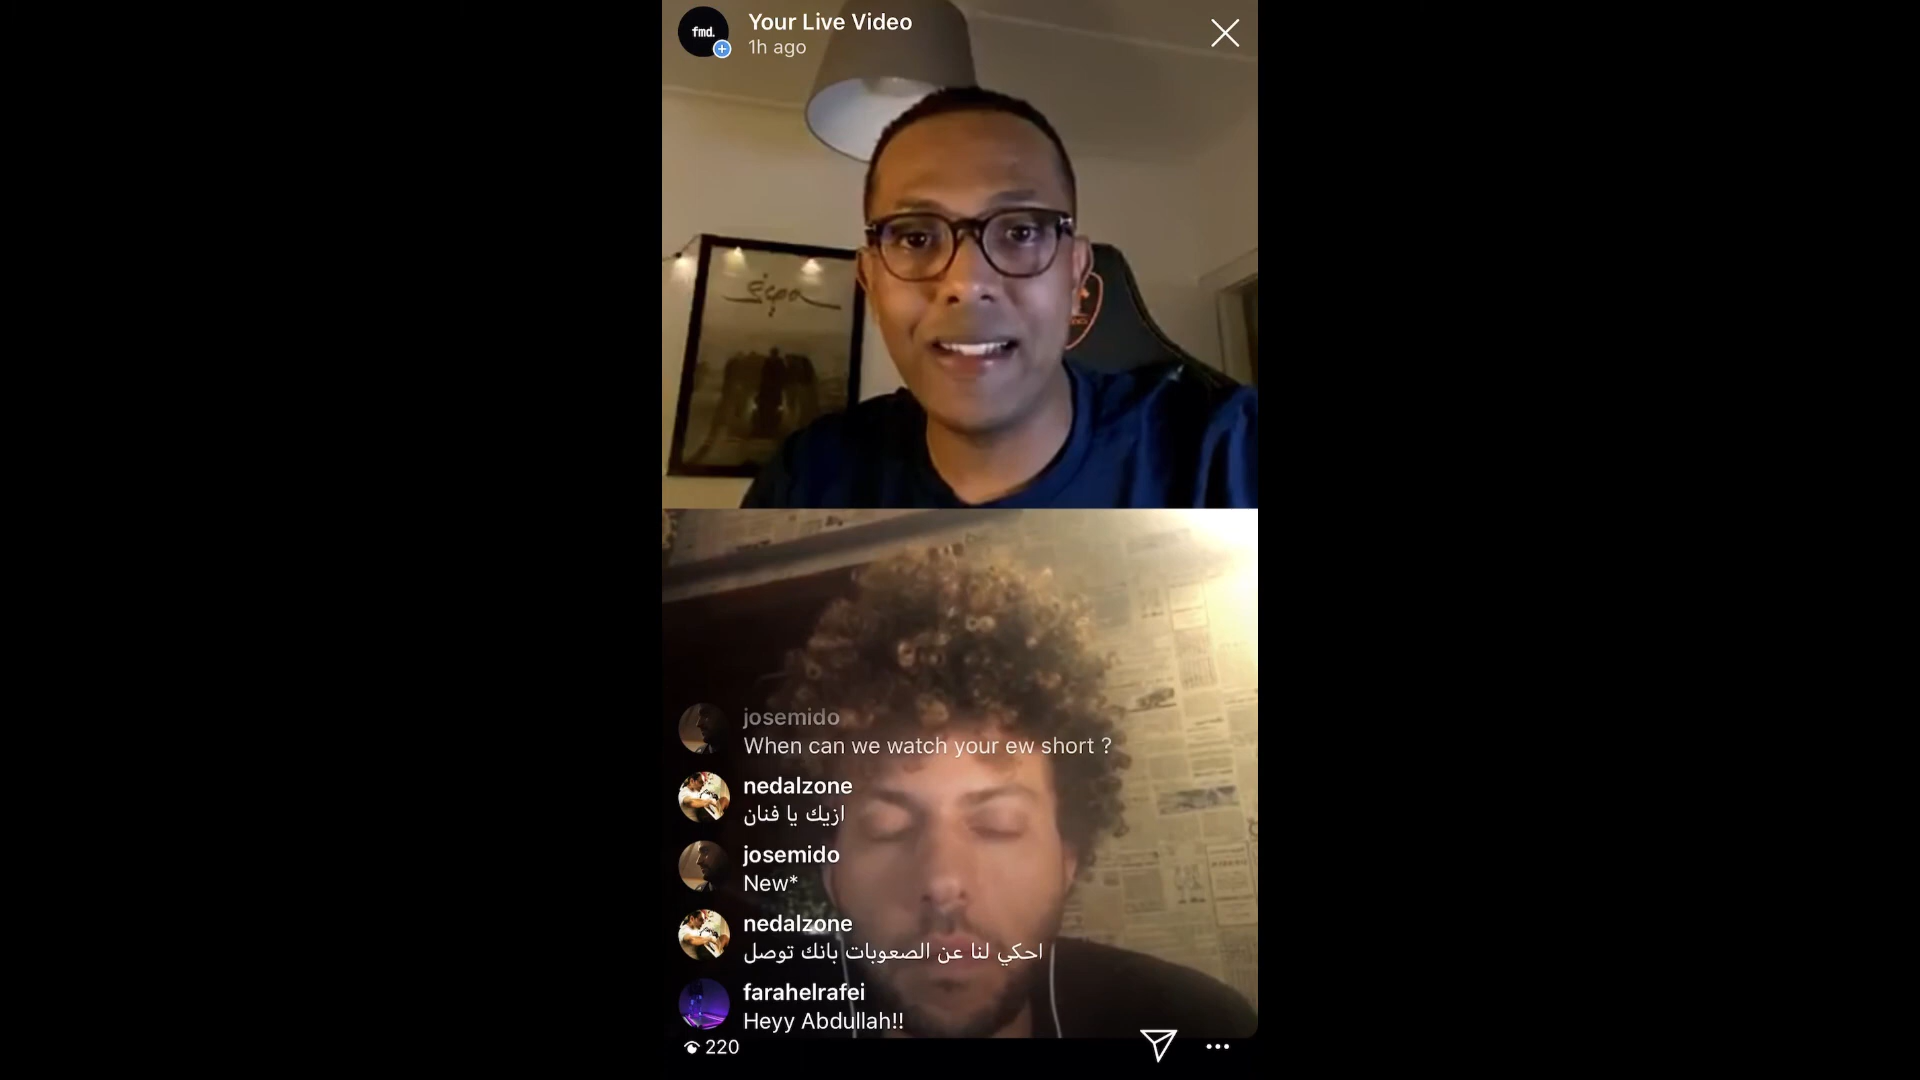 fmd.
Your Live Video
1h ago
josemido
When can we watch your ew short ?
nedalzone
ازيك يا فنان
josemido
New*
nedalzone
احكي لنا عن الصعوبات بانك توصل
farahelrafei
Heyy Abdullah!!
220